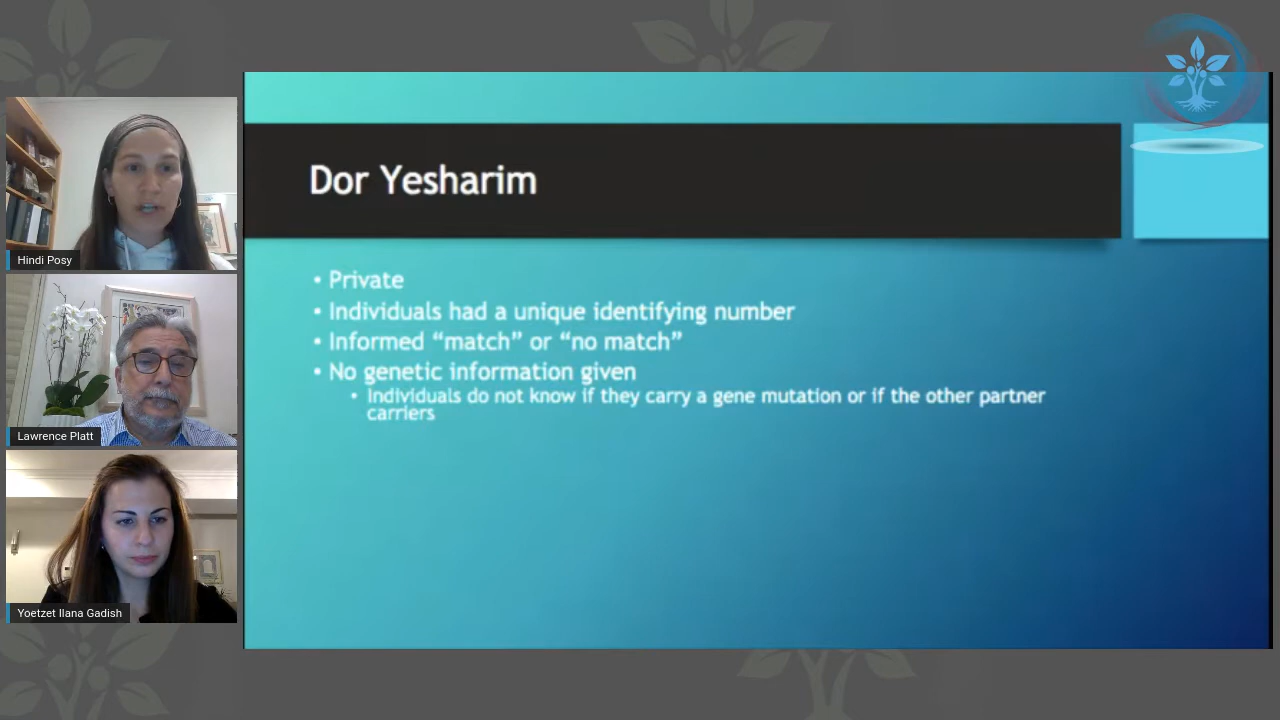 Dor Yesharim
• Private
• Individuals had a unique identifying number
• Informed “match” or “no match”
• No genetic information given
• Individuals do not know if they carry a gene mutation or if the other partner
carriers
Hindi Posy
Lawrence Platt
Yoetzet Ilana Gadish